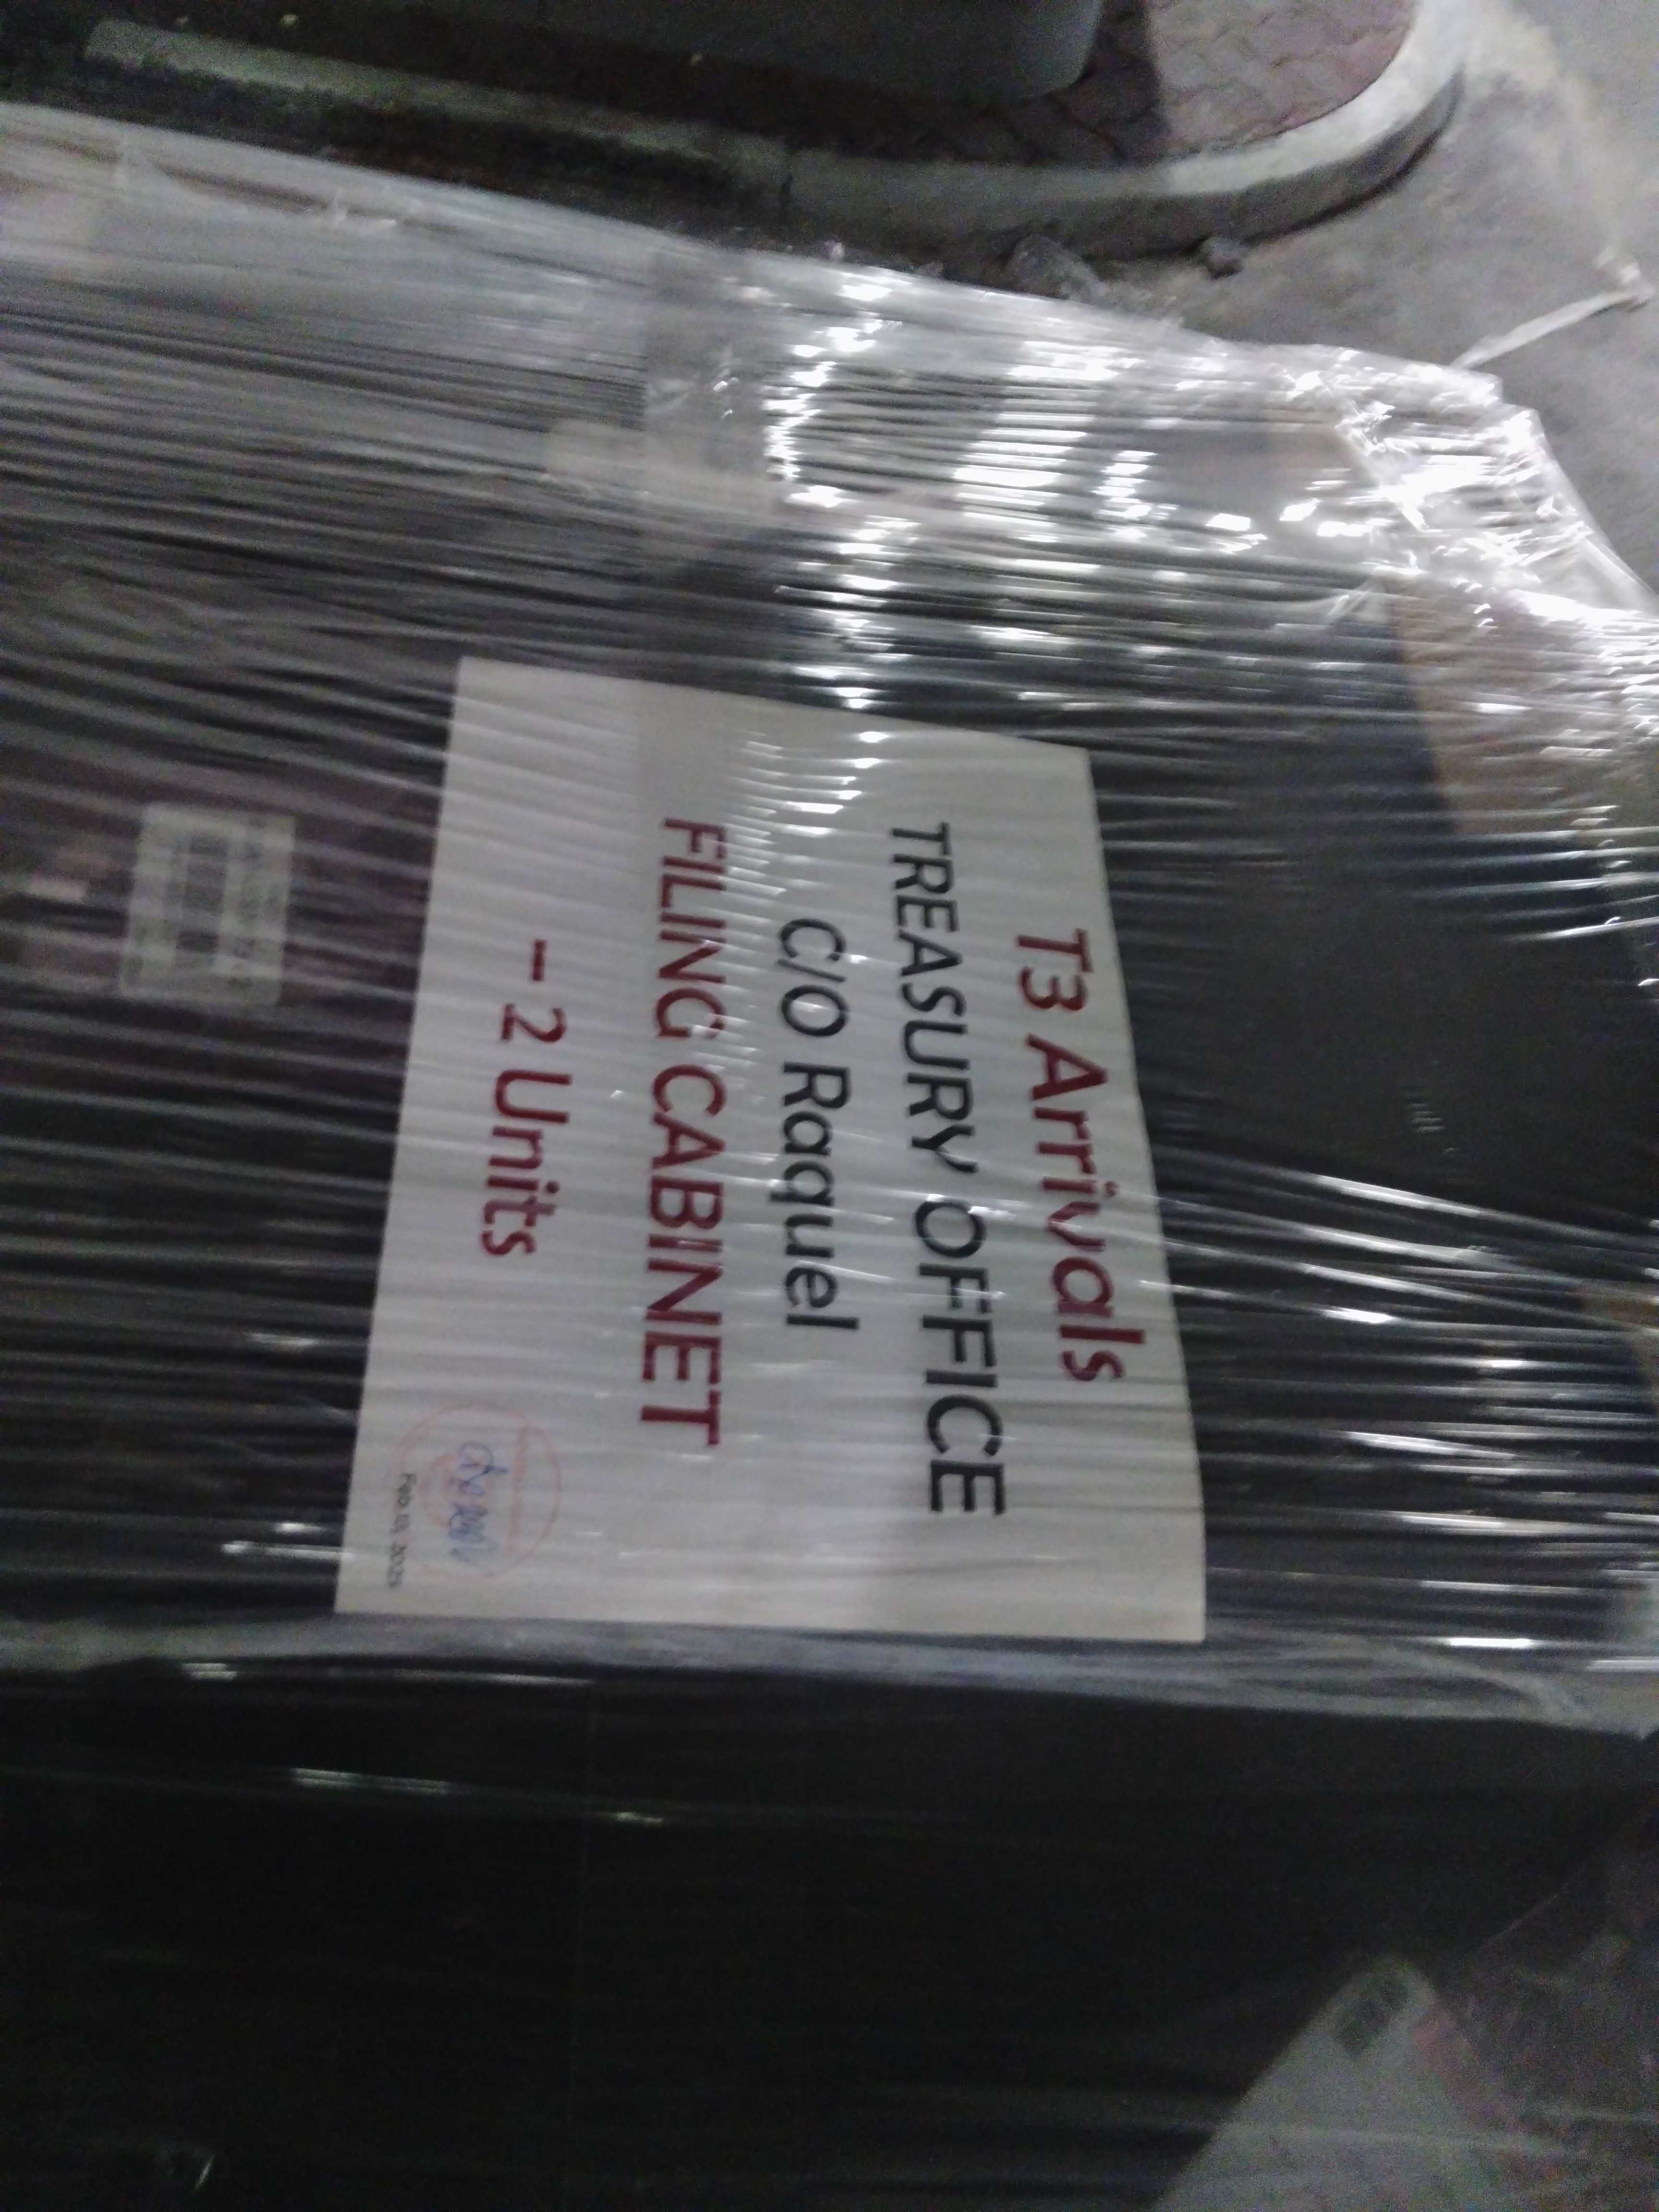 T3 Arrivals
TREASURY OFFICE
C/O Raquel
FILING CABINET
- 2 Units